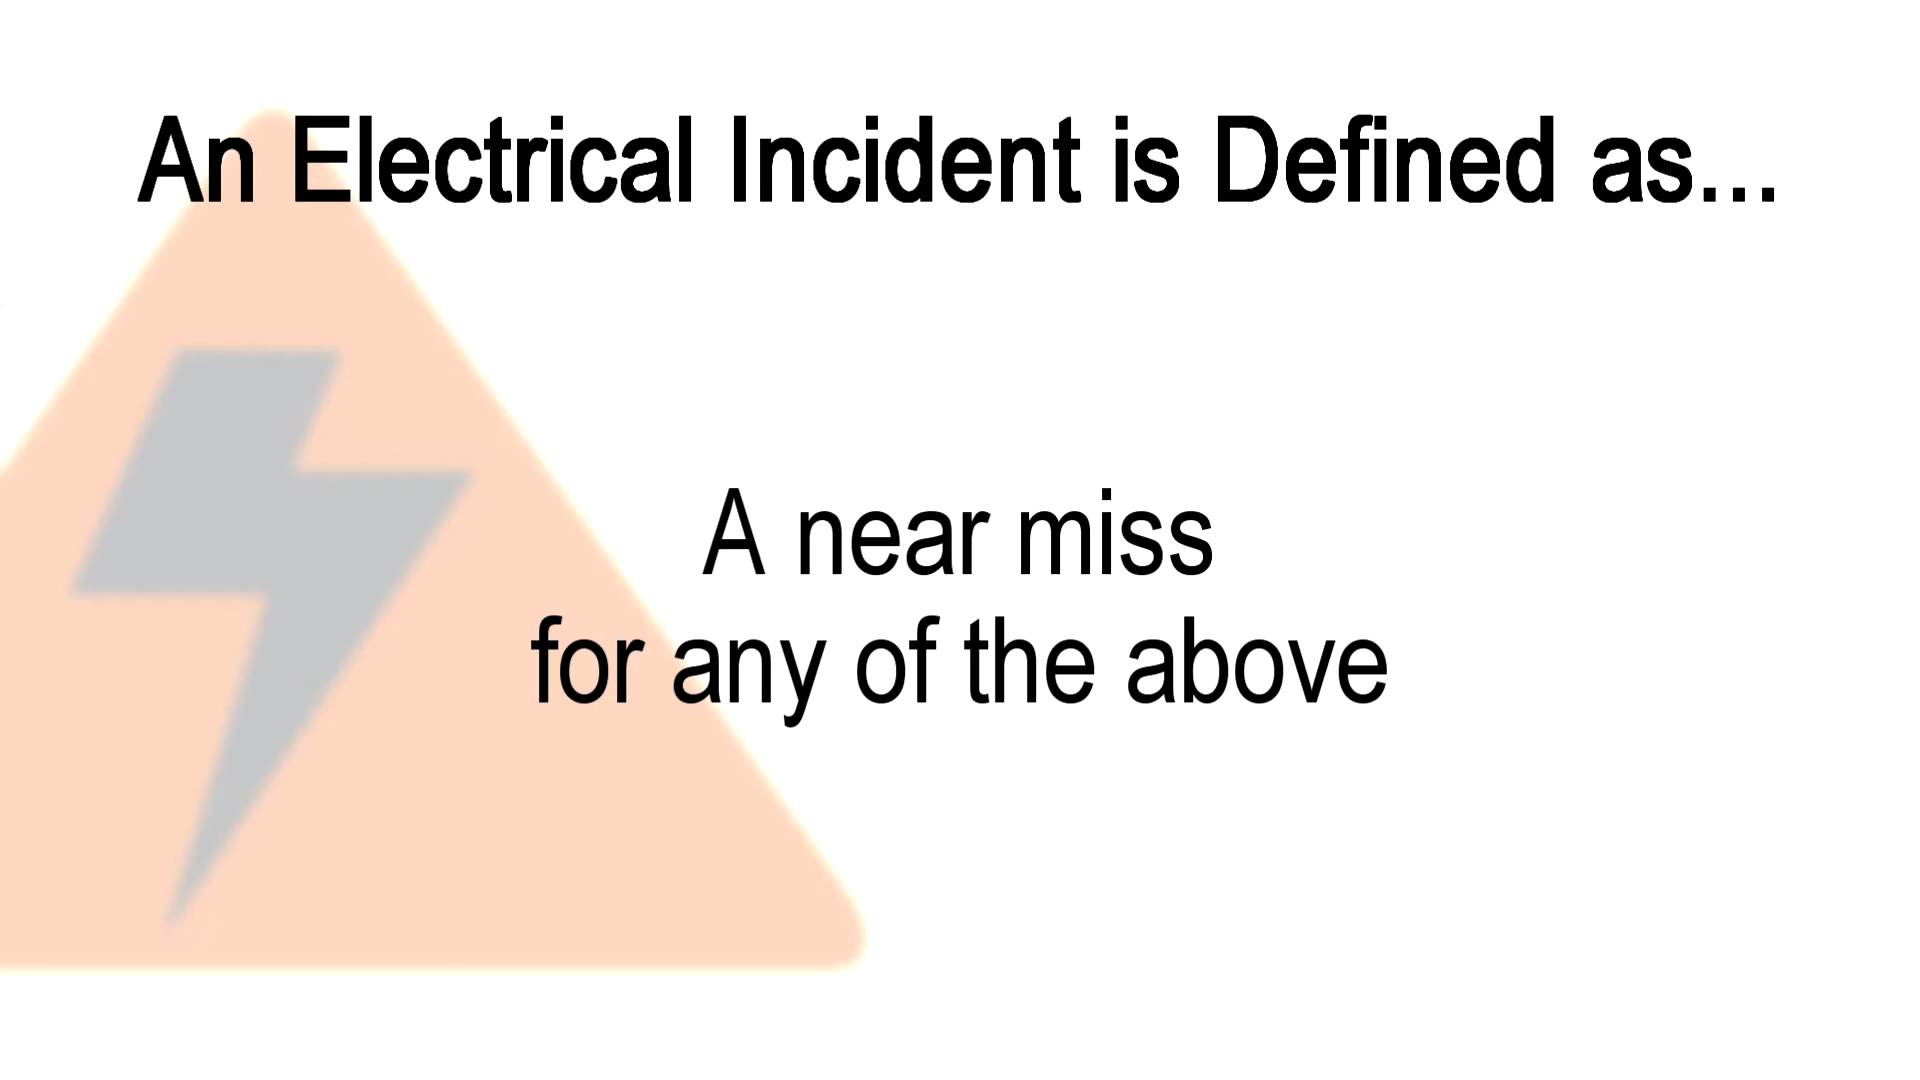 An Electrical Incident is Defined as...
A near miss
for any of the above